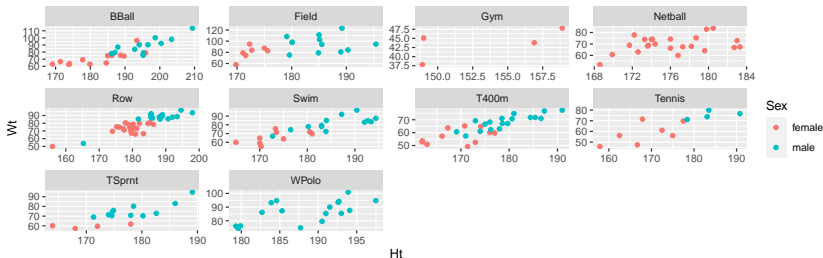 BBall Field Gym Netball
110 100 90 80 70 60
170 180 190 200 210
120 100 80 60
170 180 190
47.5 45.0 42.5 40.0 37.5
150.0 152.5 155.0 157.5
80 70 60
168 172 176 180 184
Row Swim T400m Tennis
90 80 70 60 50
160 170 180 190 200
90 80 70 60
160 170 180 190
70 60 50
170 180 190
80 70 60 50
160 170 180 190
TSprnt WPolo
90 80 70 60
170 180 190
100 90 80
180 185 190 195
Wt
Ht
Sex
female
male